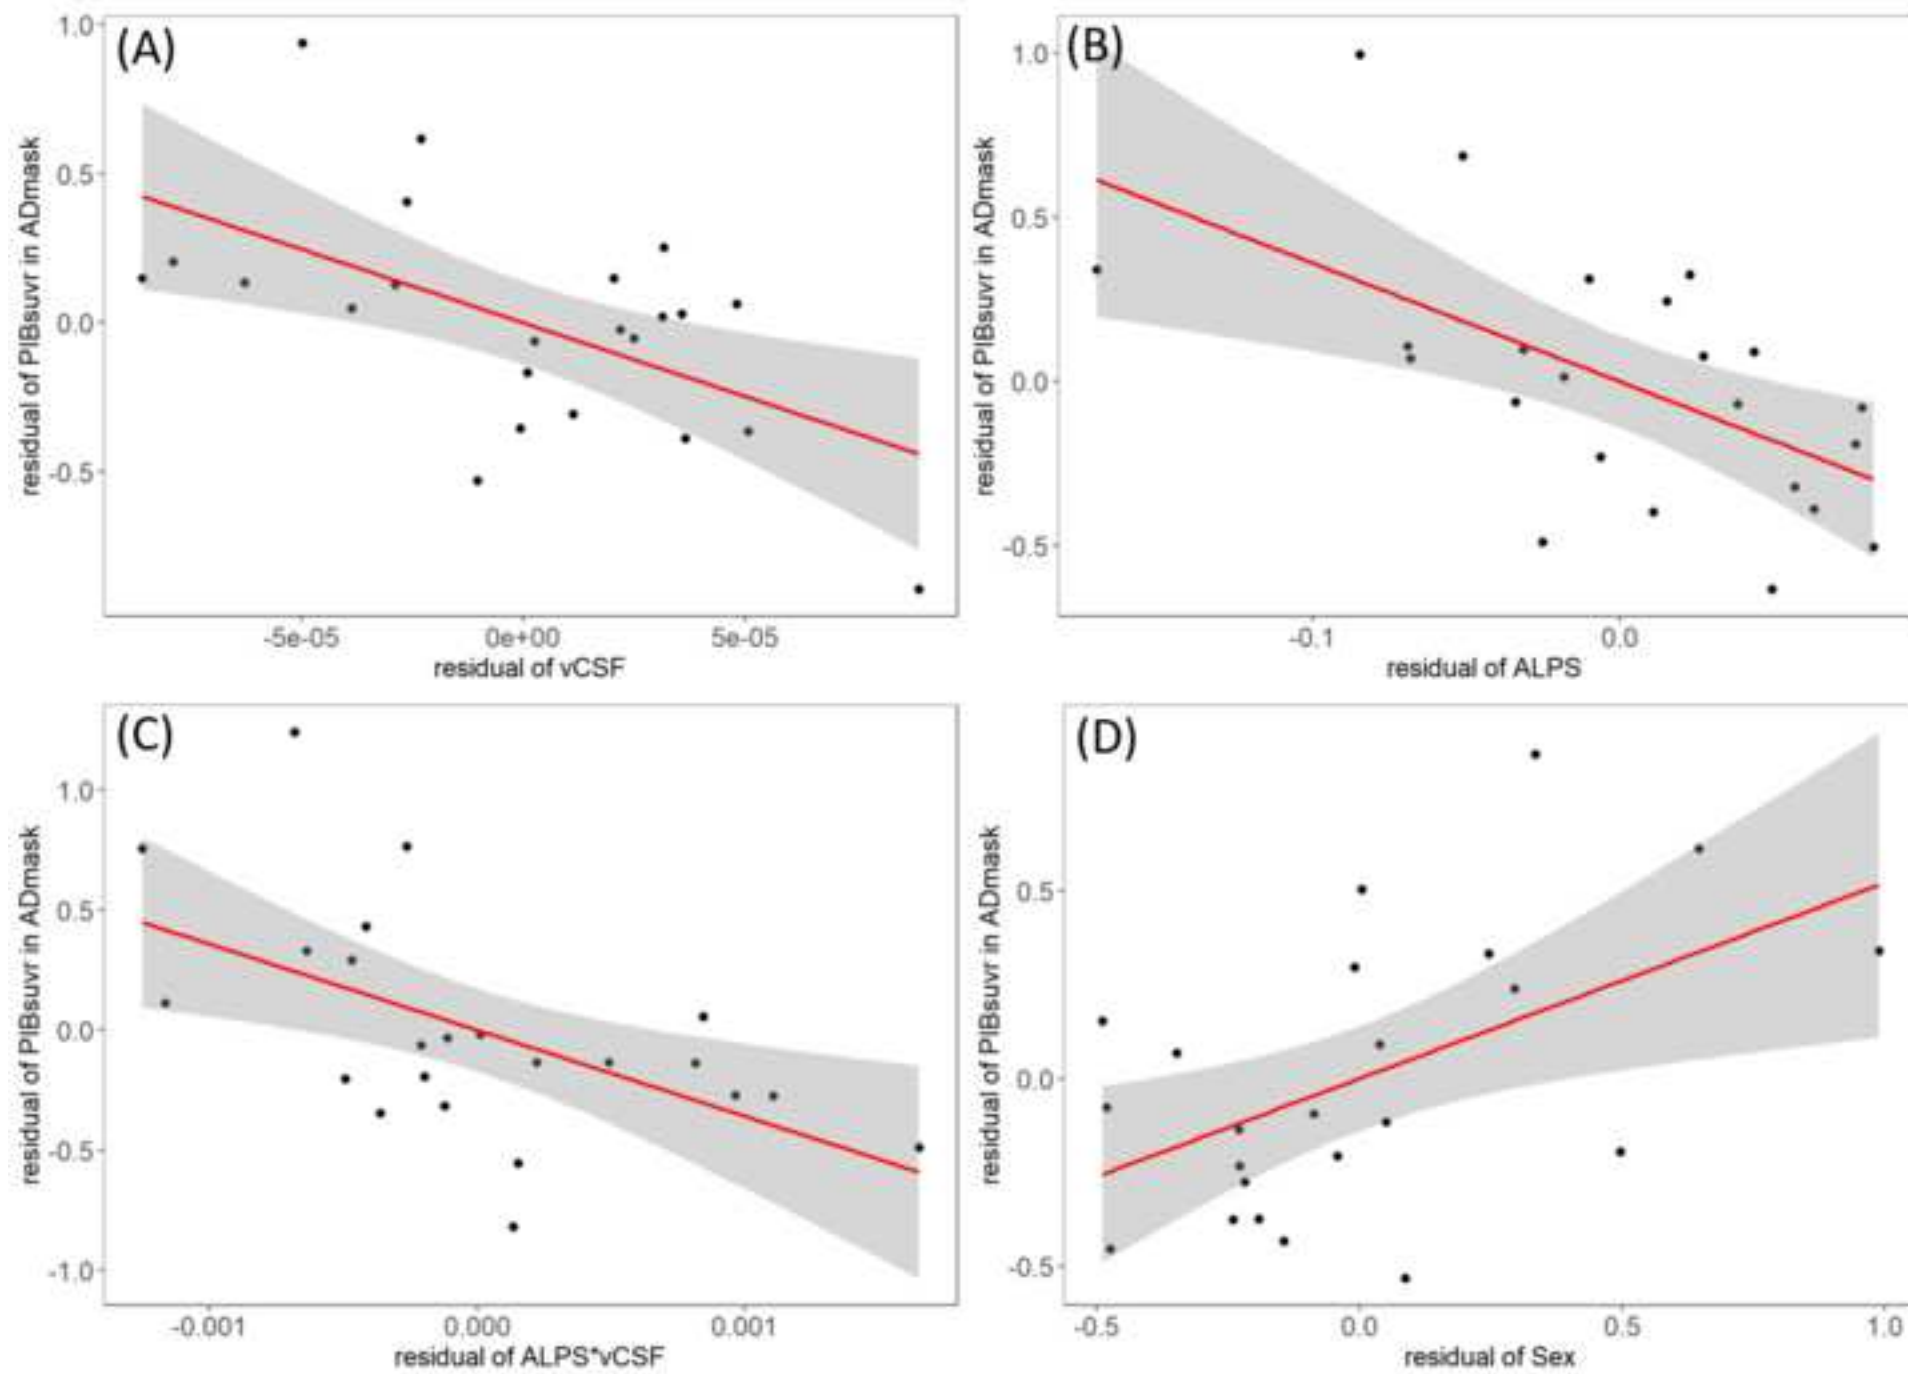 (A)
1.0
0.5
0.0
-0.5
residual of PIBsuvr in ADmask
-5e-05 0e+00 5e-05
residual of vCSF
(B)
1.0
0.5
0.0
-0.5
residual of PIBsuvr in ADmask
-0.1 0.0
residual of ALPS
(C)
1.0
0.5
0.0
-0.5
-1.0
residual of PIBsuvr in ADmask
-0.001 0.000 0.001
residual of ALPS*vCSF
(D)
0.5
0.0
-0.5
residual of PIBsuvr in ADmask
-0.5 0.0 0.5 1.0
residual of Sex